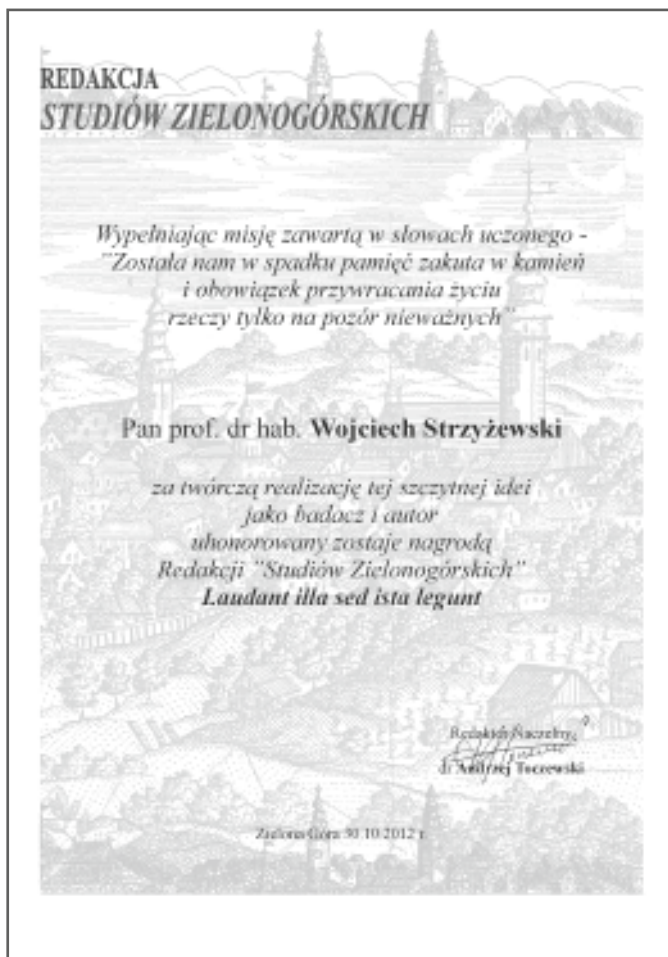 REDAKCJA
STUDIÓW ZIELONOGÓRSKICH
Wypełniając misję zawartą w słowach uczonego -
"Została nam w spadku pamięć zakuta w kamień
i obowiązek przywracania życiu
rzeczy tylko na pozór nieważnych"
Pan prof. dr hab. Wojciech Strzyżewski
za twórczą realizację tej szczytnej idei
jako badacz i autor
uhonorowany zostaje nagrodą
Redakcji "Studiów Zielonogórskich"
Laudant illa sed ista legunt
Redaktor Naczelny
dr Andrzej Toczewski
Zielona Góra 30.10.2012 r.